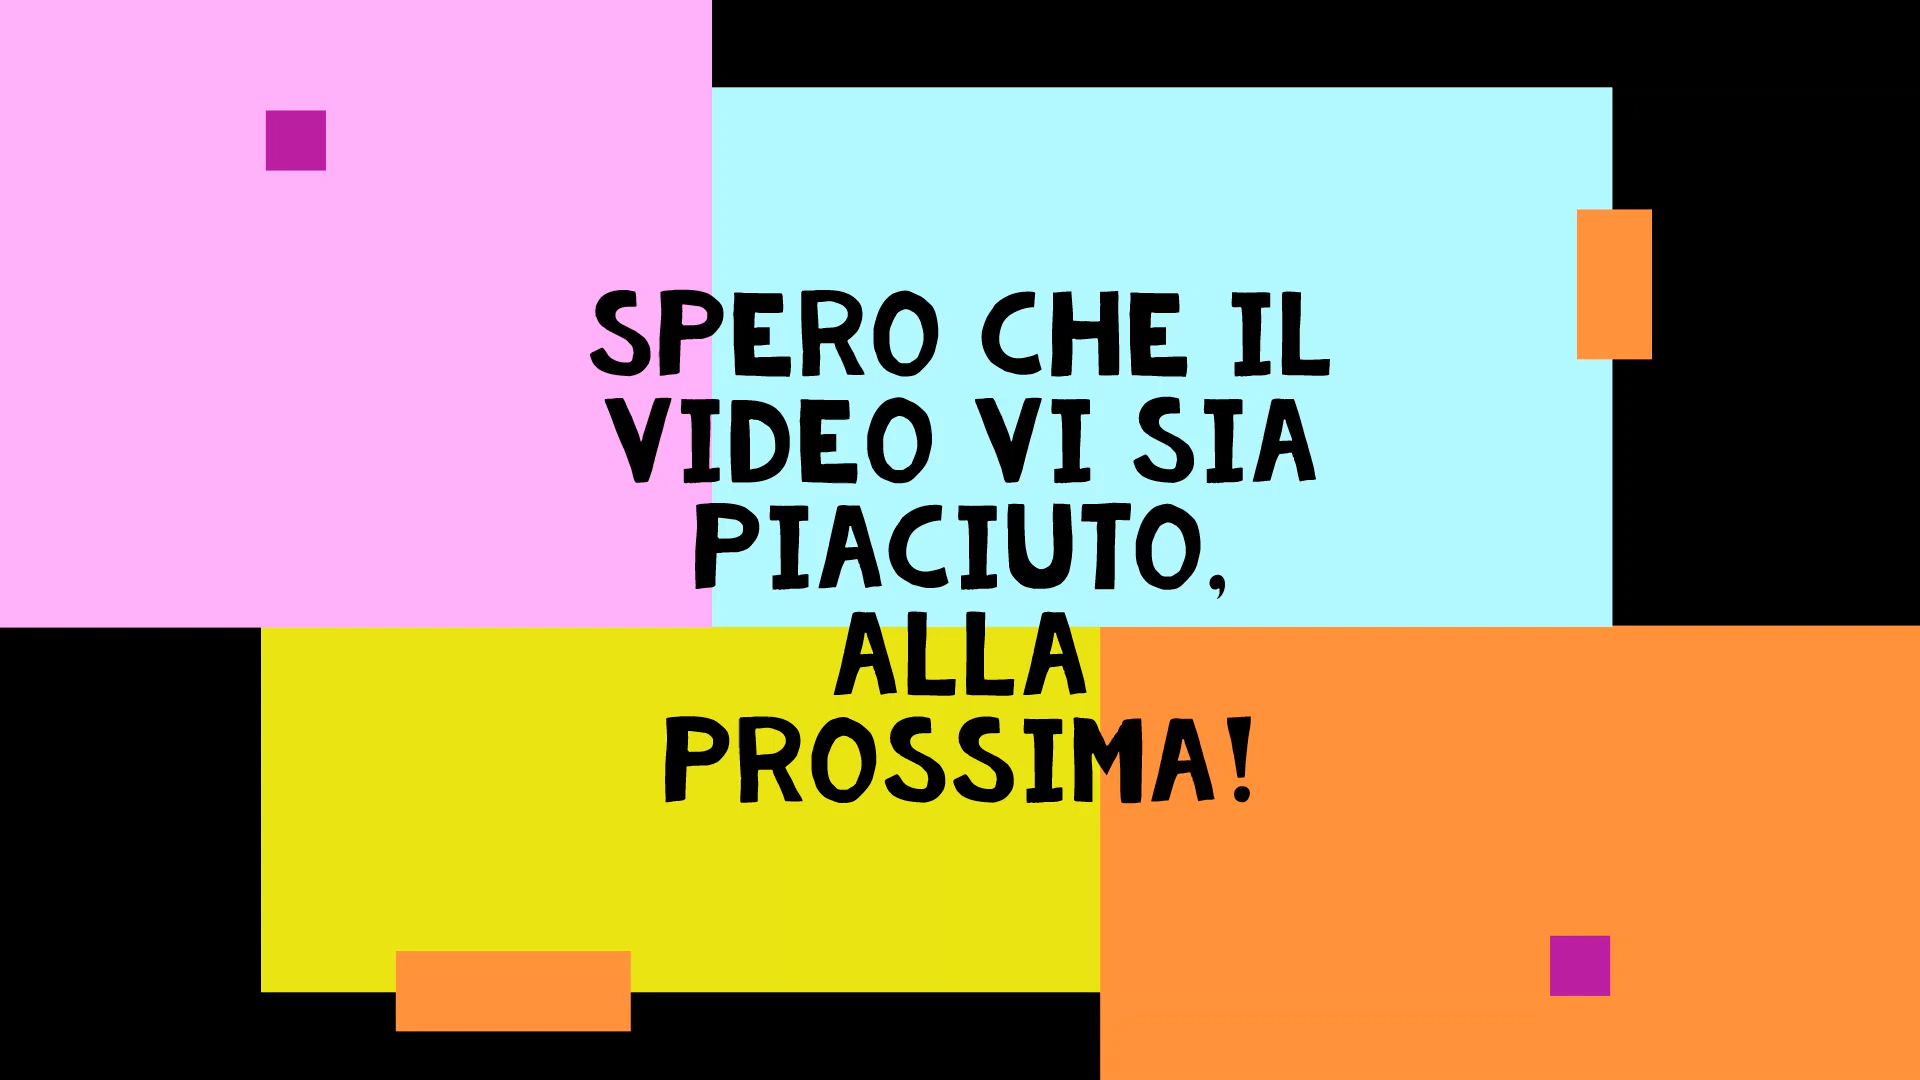 SPERO CHE IL
VIDEO VI SIA
PIACIUTO,
ALLA
PROSSIMA!